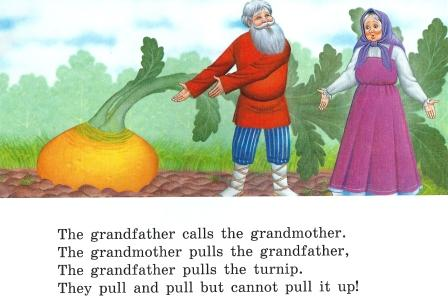 The grandfather calls the grandmother.
The grandmother pulls the grandfather,
The grandfather pulls the turnip.
They pull and pull but cannot pull it up!